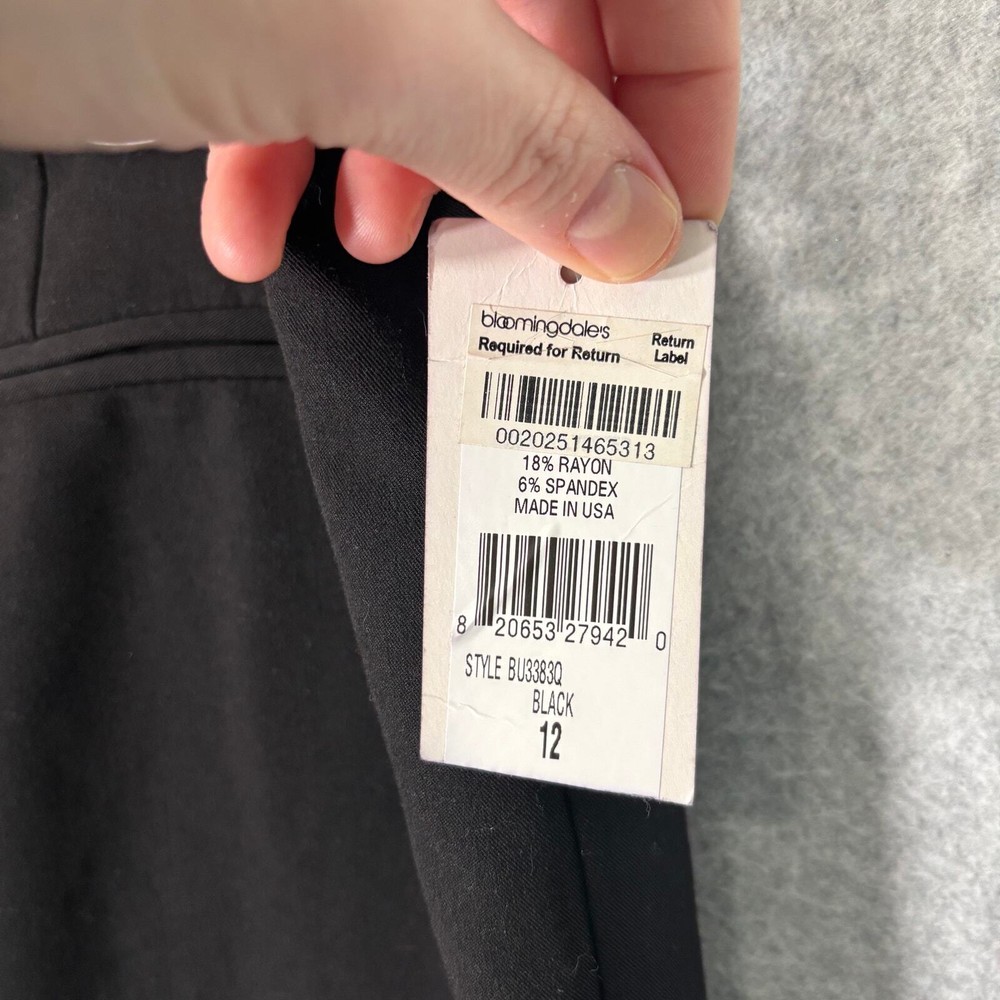 bloomingdale's
Required for Return
Return
Label
0020251465313
18% RAYON
6% SPANDEX
MADE IN USA
8 20653 27942 0
STYLE BU3383Q
BLACK
12